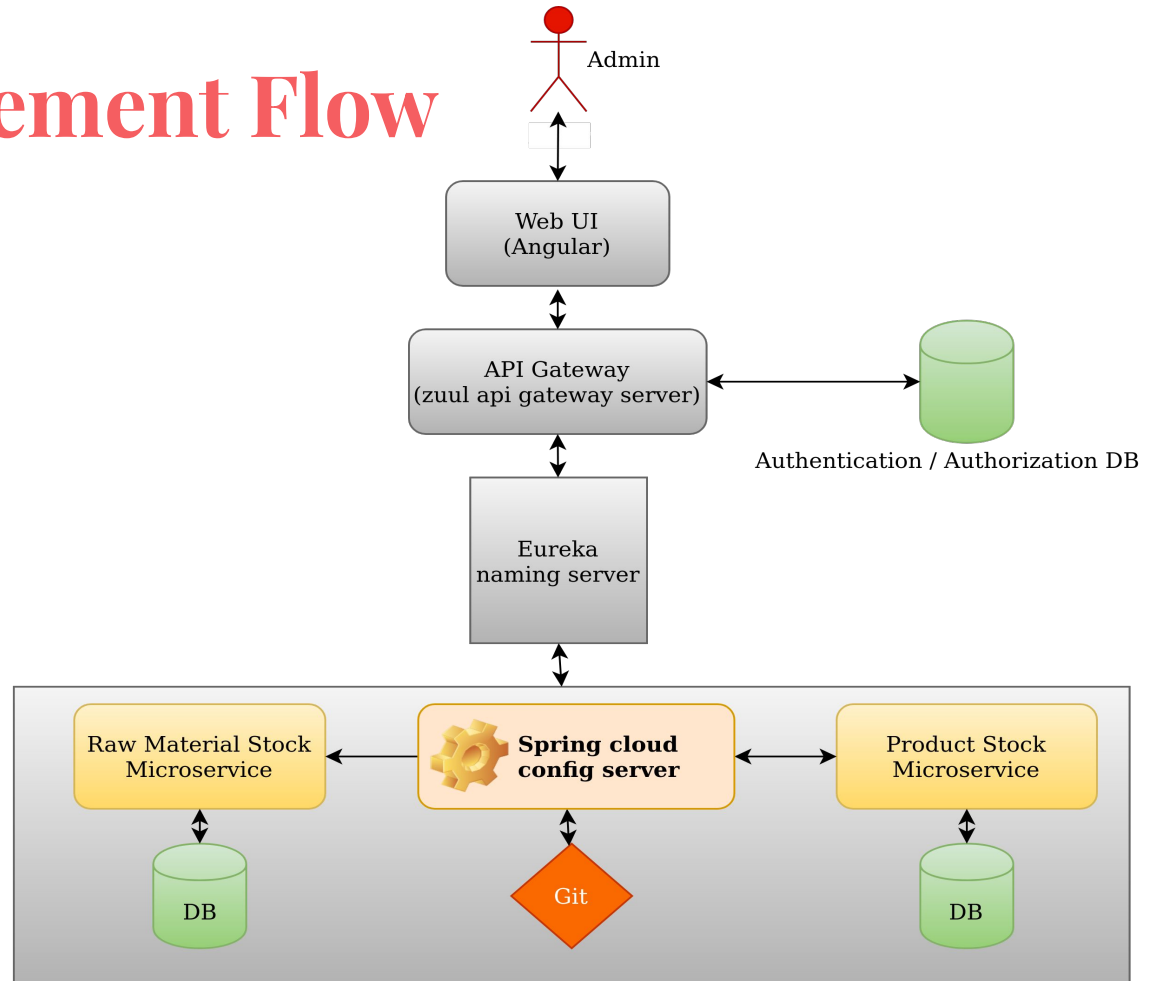 Admin
ement Flow
Web UI
(Angular)
API Gateway
(zuul api gateway server)
Authentication / Authorization DB
Eureka
naming server
Raw Material Stock
Microservice
Spring cloud
config server
Product Stock
Microservice
DB
Git
DB